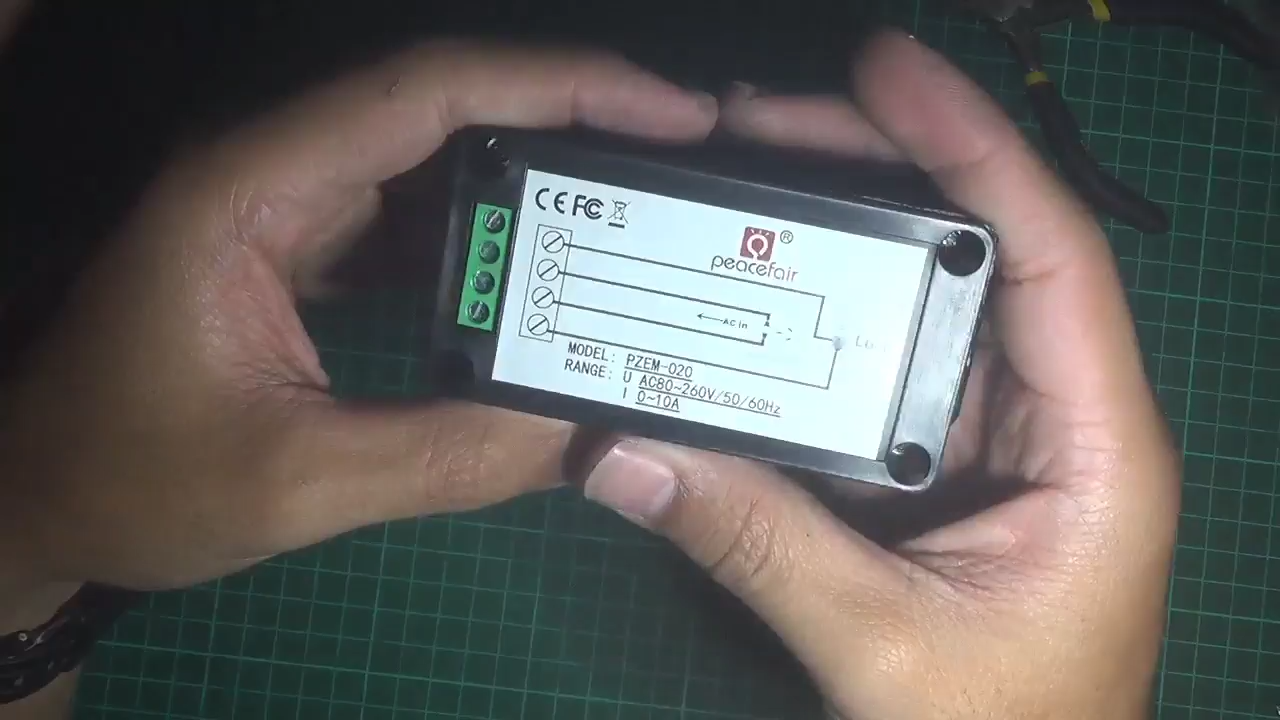 CE FC
®
peacefair
AC in
MODEL: PZEM-020
RANGE: U AC80~260V/50/60Hz
I 0~10A